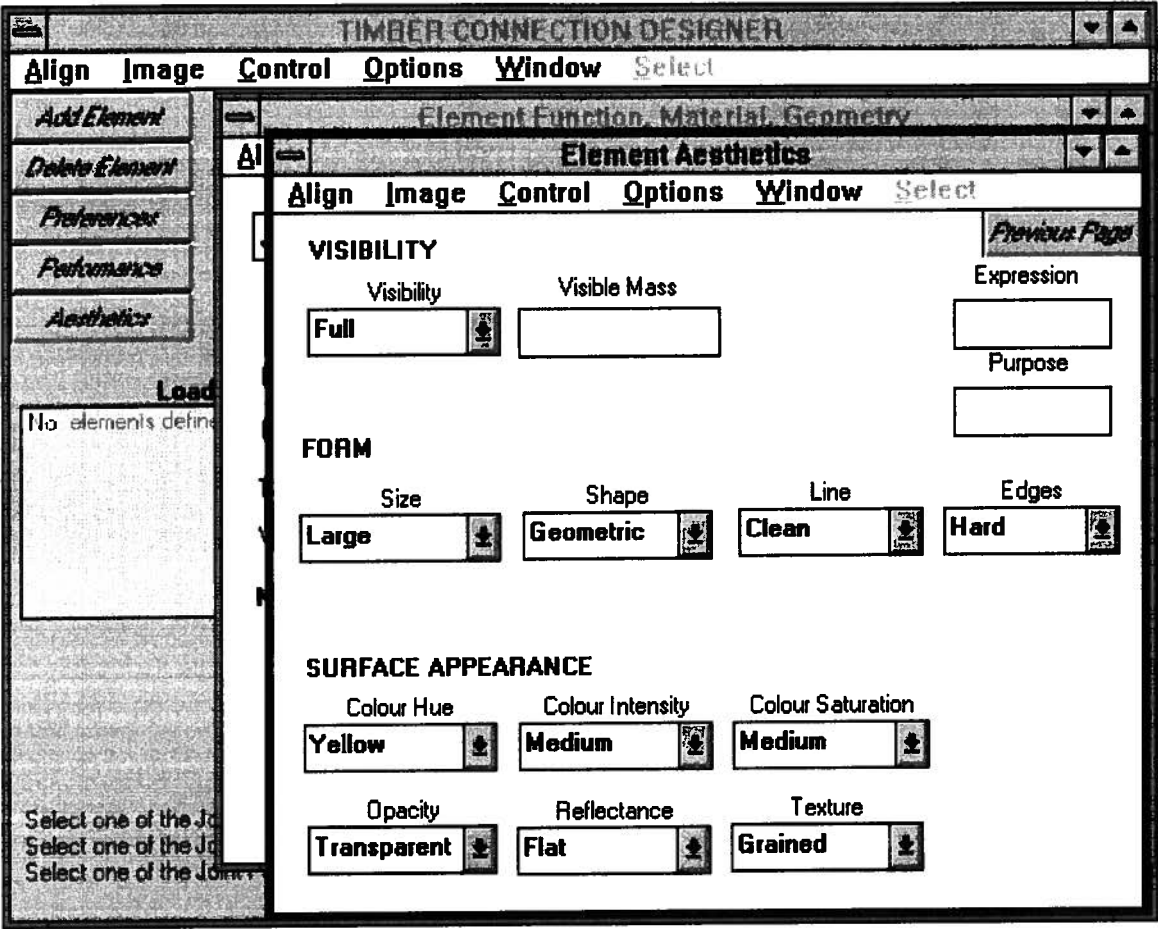 TIMBER CONNECTION DESIGNER
Align Image Control Options Window Select
Add Element
Delete Element
Preferences
Performance
Aesthetics
Load
No elements define
Select one of the Jo
Select one of the Jo
Select one of the Joint
Element Function, Material, Geometry
Al
Element Aesthetics
Align Image Control Options Window Select
Previous Page
VISIBILITY
Visibility Visible Mass Expression
Full
Purpose
FORM
Size Shape Line Edges
Large Geometric Clean Hard
SURFACE APPEARANCE
Colour Hue Colour Intensity Colour Saturation
Yellow Medium Medium
Opacity Reflectance Texture
Transparent Flat Grained